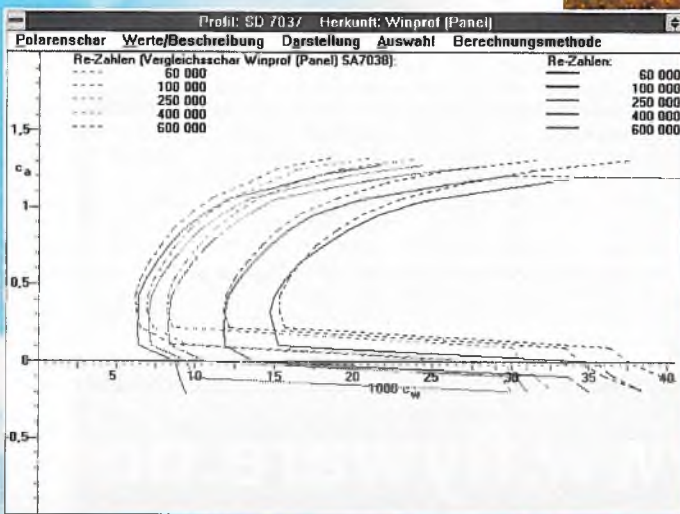 Profil: SD 7037 Herkunft: Winprof (Panel)
Polarenschar Werte/Beschreibung Darstellung Auswahl Berechnungsmethode
Re-Zahlen (Vergleichsschar Winprof (Panel) SA7038):
60 000
100 000
250 000
400 000
600 000
Re-Zahlen:
60 000
100 000
250 000
400 000
600 000
1,5
ca
1
0,5
0
-0,5
5 10 15 20 25 30 35 40
1000 cw